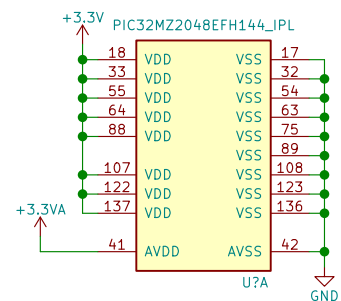 +3.3V
PIC32MZ2048EFH144_IPL
18 VDD VSS 17
33 VDD VSS 32
55 VDD VSS 54
64 VDD VSS 63
88 VDD VSS 75
VSS 89
107 VDD VSS 108
122 VDD VSS 123
137 VDD VSS 136
+3.3VA
41 AVDD AVSS 42
U?A
GND